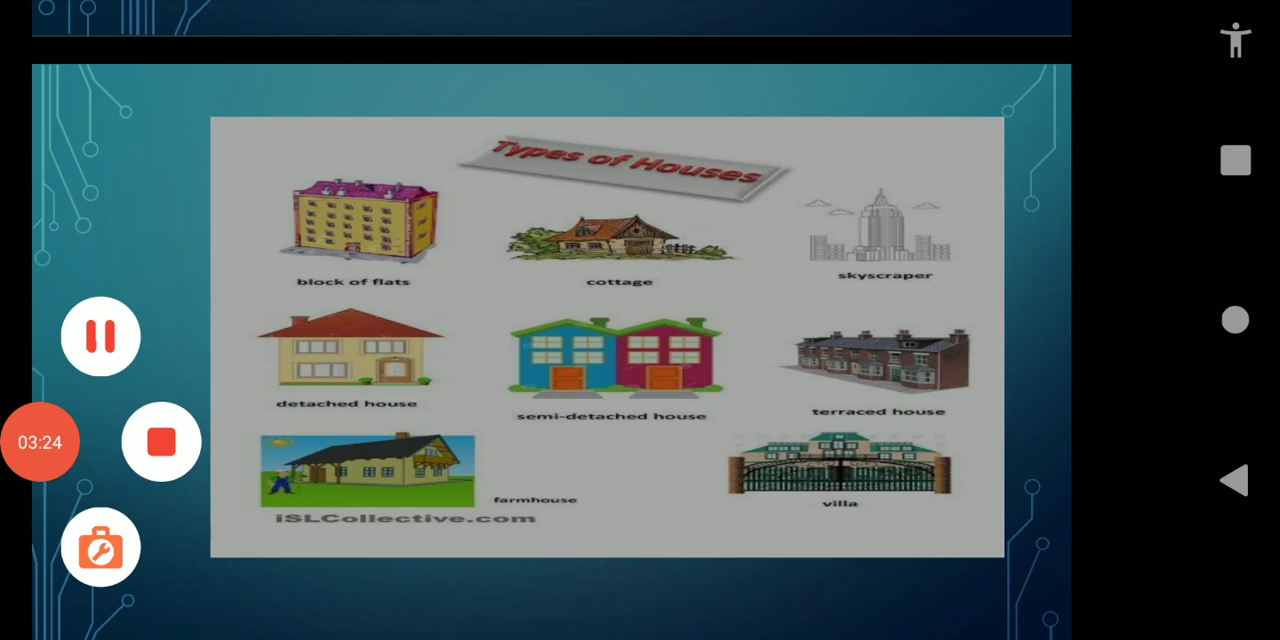 Types of Houses
block of flats
cottage
skyscraper
detached house
semi-detached house
terraced house
farmhouse
villa
iSLCollective.com
03:24